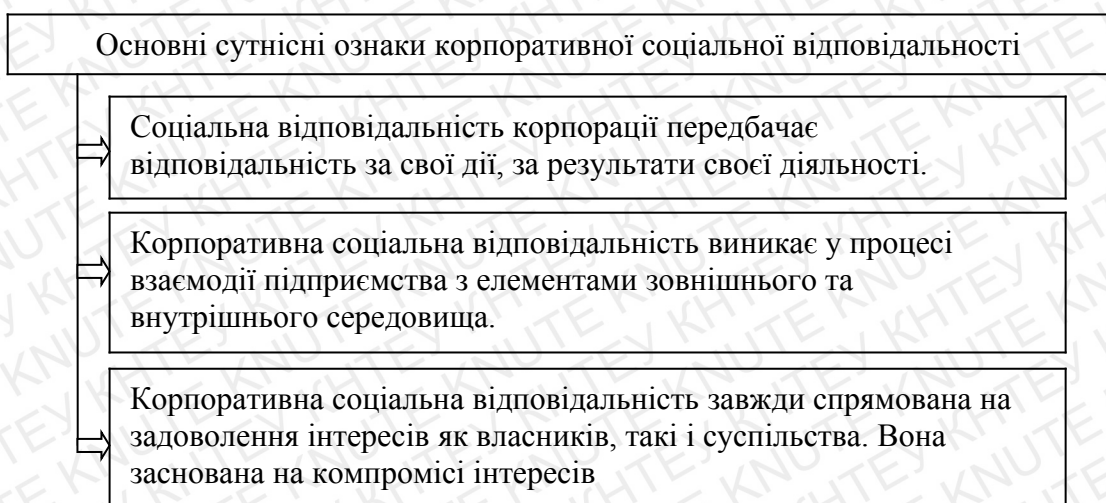 Основні сутнісні ознаки корпоративної соціальної відповідальності
Соціальна відповідальність корпорації передбачає
відповідальність за свої дії, за результати своєї діяльності.
Корпоративна соціальна відповідальність виникає у процесі
взаємодії підприємства з елементами зовнішнього та
внутрішнього середовища.
Корпоративна соціальна відповідальність завжди спрямована на
задоволення інтересів як власників, такі і суспільства. Вона
заснована на компромісі інтересів